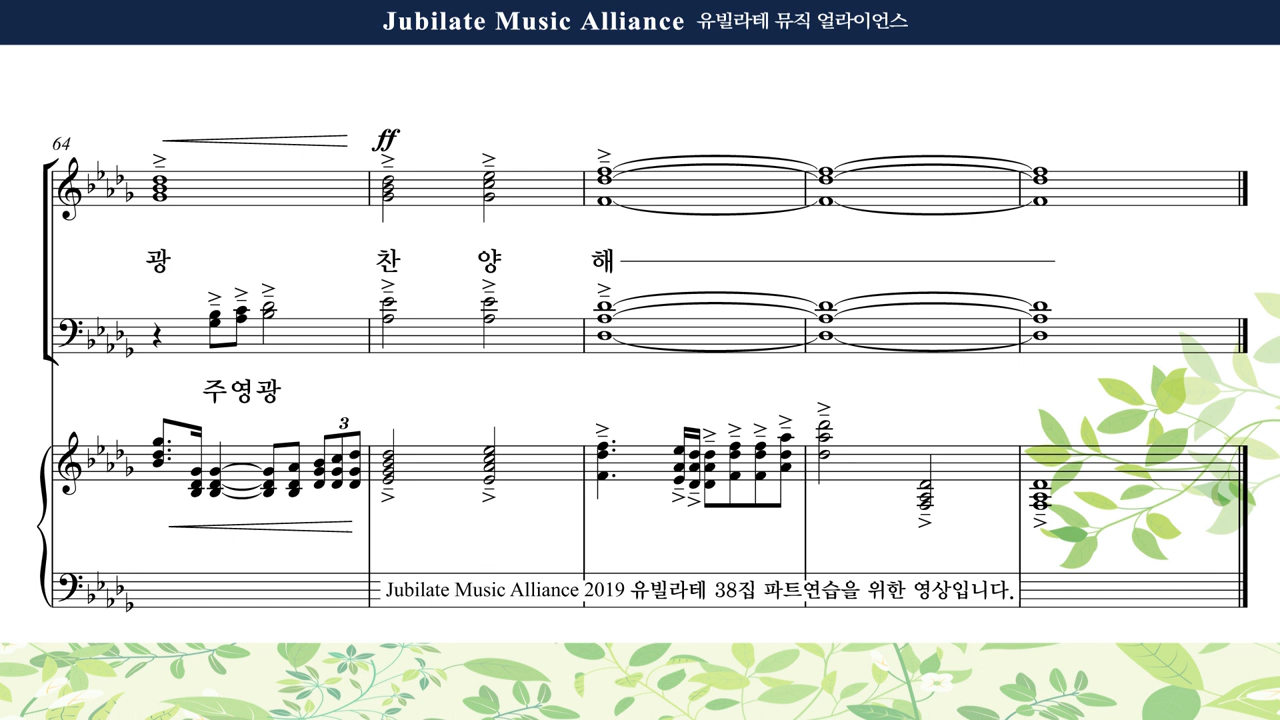 Jubilate Music Alliance 유빌라테 뮤직 얼라이언스
64
ff
광 찬 양 해
주영광
3
Jubilate Music Alliance 2019 유빌라테 38집 파트연습을 위한 영상입니다.